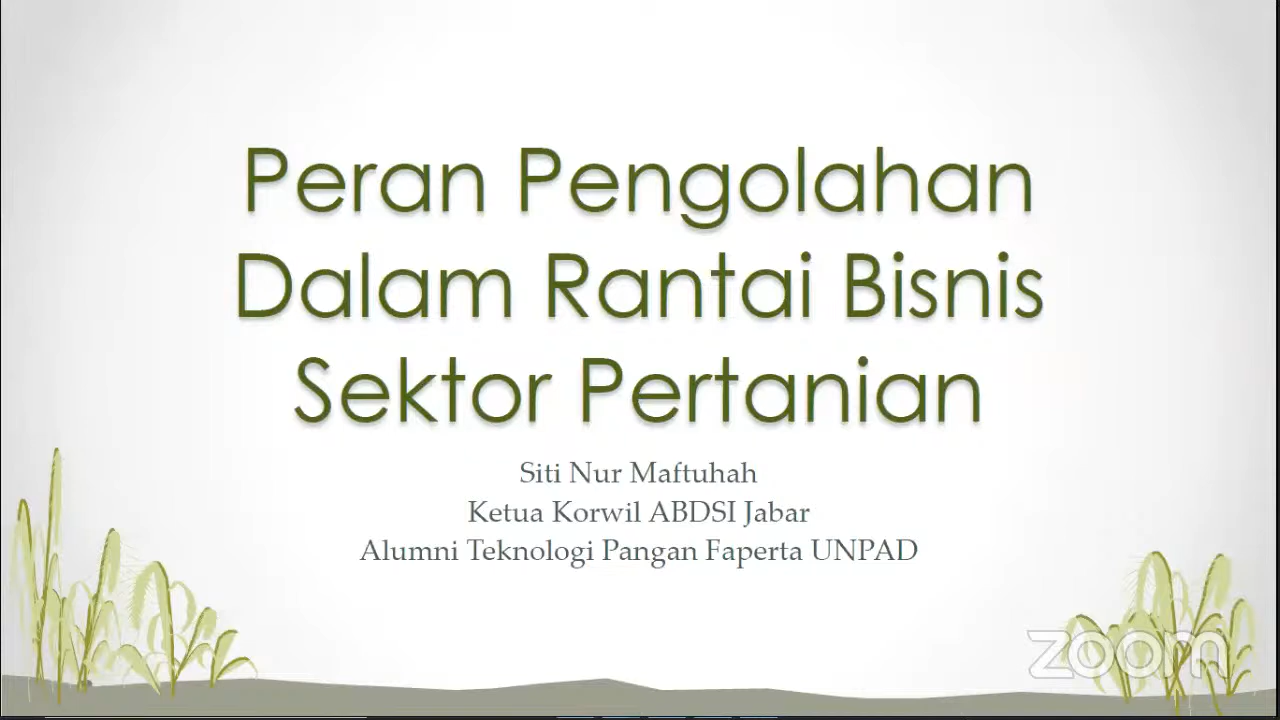 Peran Pengolahan
Dalam Rantai Bisnis
Sektor Pertanian
Siti Nur Maftuhah
Ketua Korwil ABDSI Jabar
Alumni Teknologi Pangan Faperta UNPAD
zoom